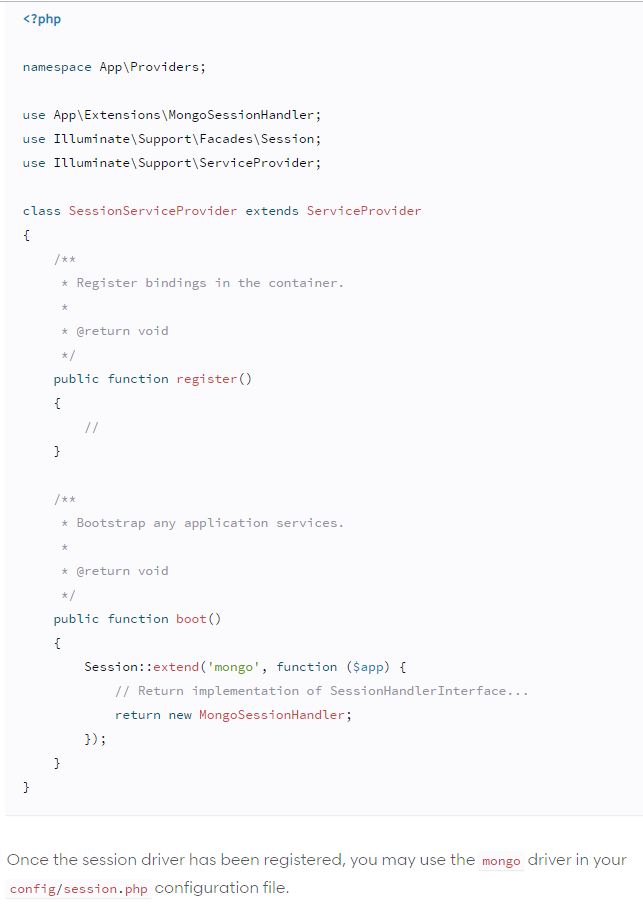 <?php
namespace App\Providers;
use App\Extensions\MongoSessionHandler;
use Illuminate\Support\Facades\Session;
use Illuminate\Support\ServiceProvider;
class SessionServiceProvider extends ServiceProvider
{
    /**
     * Register bindings in the container.
     *
     * @return void
     */
    public function register()
    {
        //
    }
    /**
     * Bootstrap any application services.
     *
     * @return void
     */
    public function boot()
    {
        Session::extend('mongo', function ($app) {
            // Return implementation of SessionHandlerInterface...
            return new MongoSessionHandler;
        });
    }
}
Once the session driver has been registered, you may use the mongo driver in your
config/session.php configuration file.